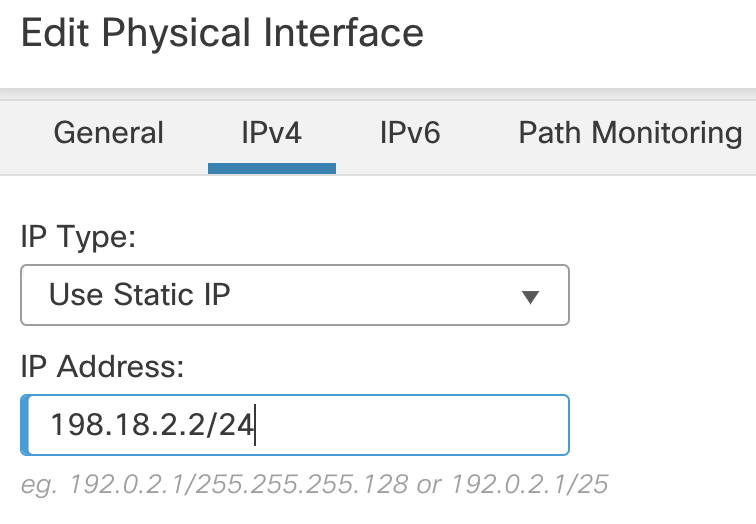 Edit Physical Interface
General IPv4 IPv6 Path Monitoring
IP Type:
Use Static IP
IP Address:
198.18.2.2/24
eg. 192.0.2.1/255.255.255.128 or 192.0.2.1/25